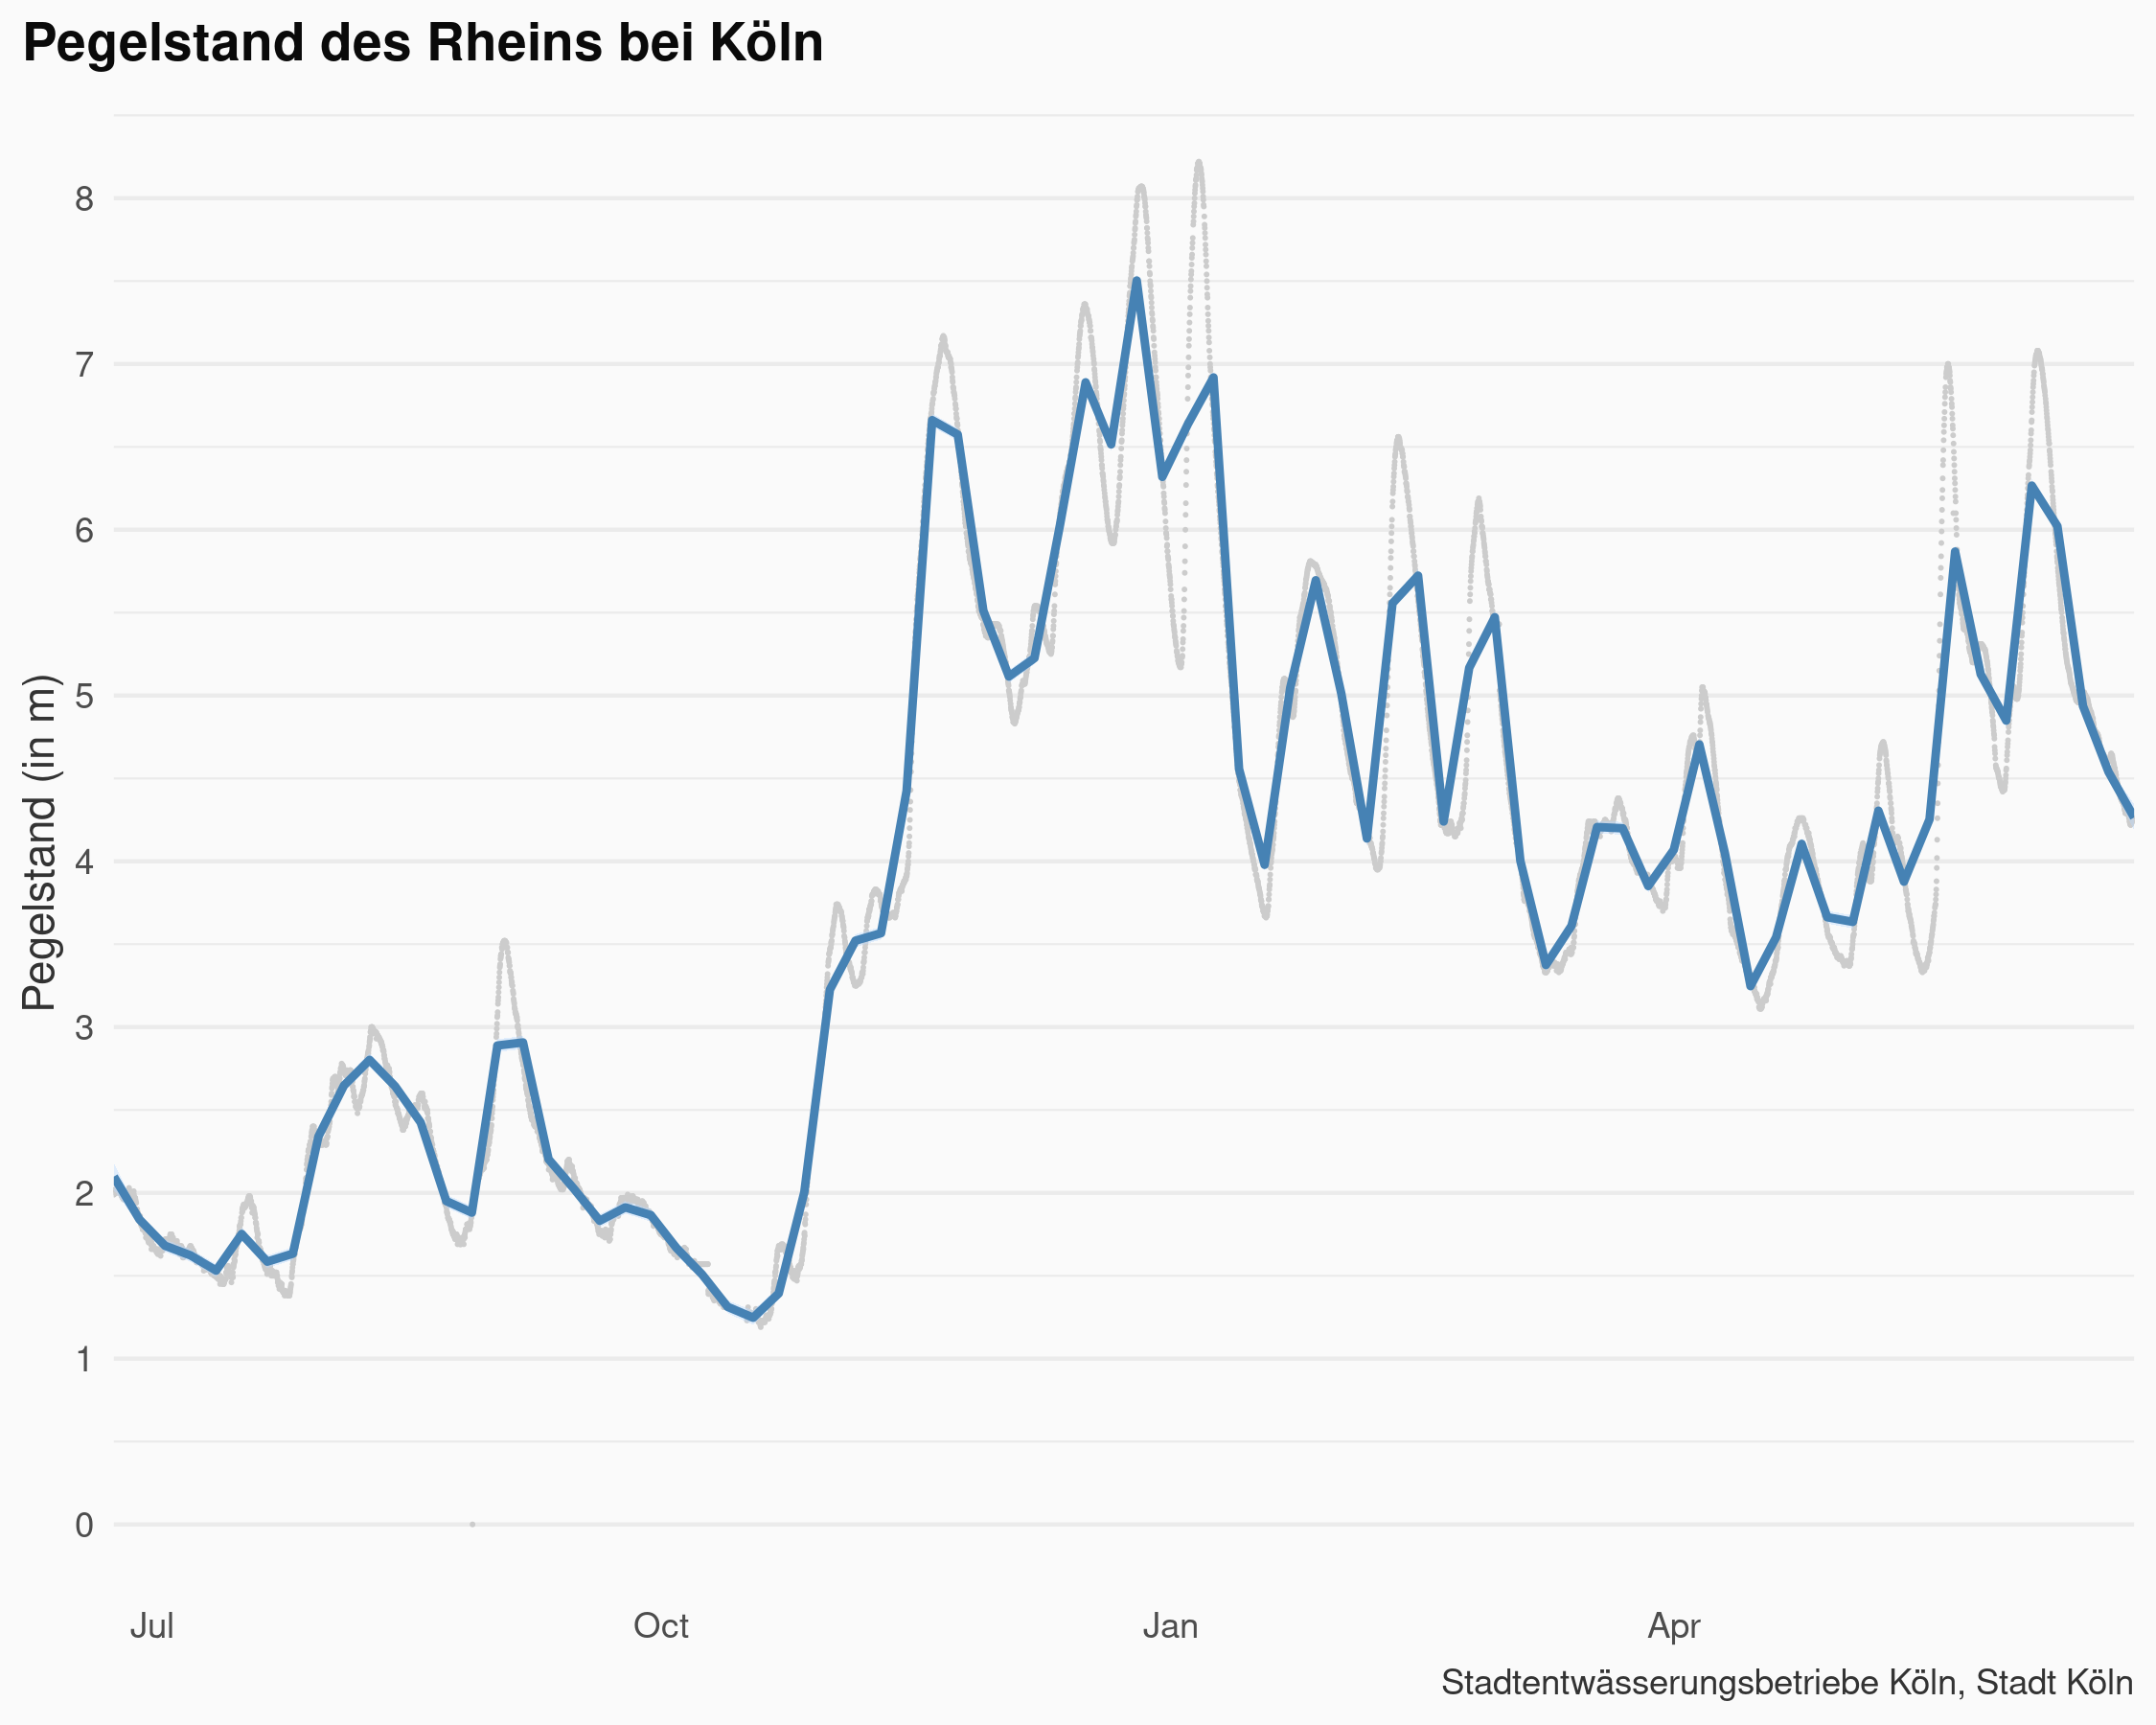 Pegelstand des Rheins bei Köln
Pegelstand (in m)
8
7
6
5
4
3
2
1
0
Jul Oct Jan Apr
Stadtentwässerungsbetriebe Köln, Stadt Köln